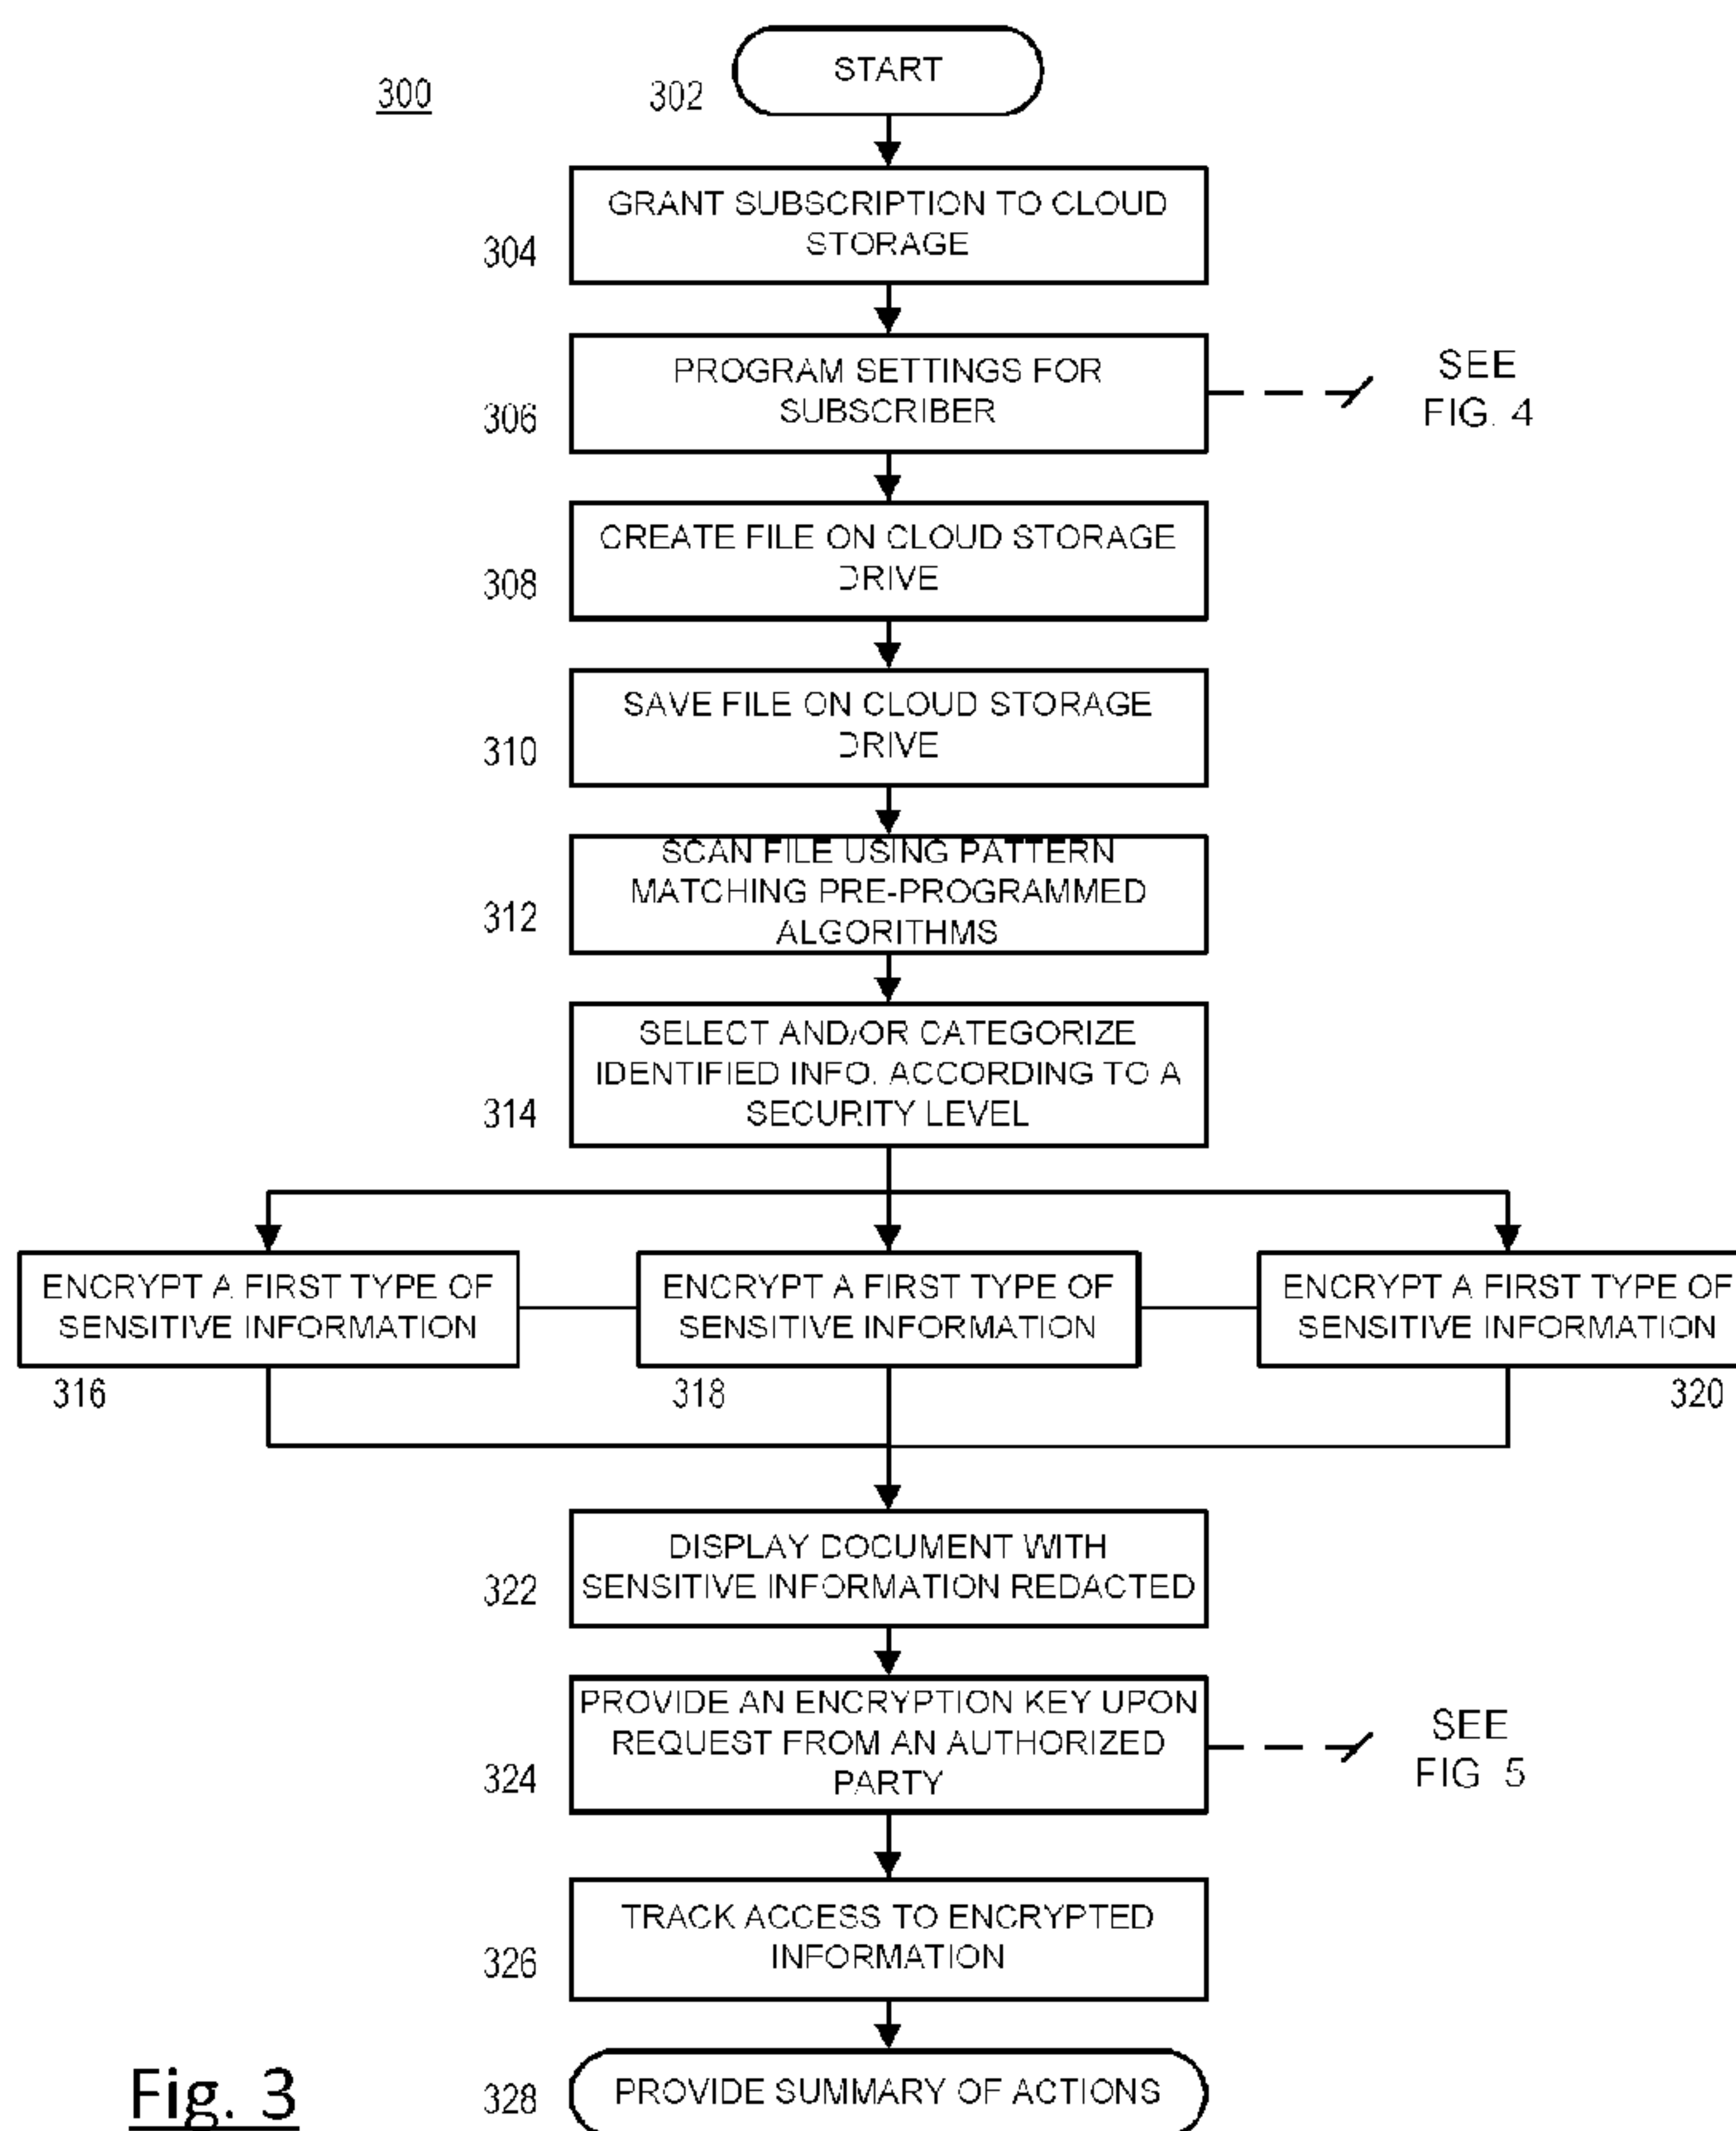 300
302
START
304
GRANT SUBSCRIPTION TO CLOUD
STORAGE
306
PROGRAM SETTINGS FOR
SUBSCRIBER
SEE
FIG. 4
308
CREATE FILE ON CLOUD STORAGE
DRIVE
310
SAVE FILE ON CLOUD STORAGE
DRIVE
312
SCAN FILE USING PATTERN
MATCHING PRE-PROGRAMMED
ALGORITHMS
314
SELECT AND/OR CATEGORIZE
IDENTIFIED INFO. ACCORDING TO A
SECURITY LEVEL
ENCRYPT A FIRST TYPE OF
SENSITIVE INFORMATION
316
ENCRYPT A FIRST TYPE OF
SENSITIVE INFORMATION
318
ENCRYPT A FIRST TYPE OF
SENSITIVE INFORMATION
320
322
DISPLAY DOCUMENT WITH
SENSITIVE INFORMATION REDACTED
324
PROVIDE AN ENCRYPTION KEY UPON
REQUEST FROM AN AUTHORIZED
PARTY
SEE
FIG 5
326
TRACK ACCESS TO ENCRYPTED
INFORMATION
328
PROVIDE SUMMARY OF ACTIONS
Fig. 3